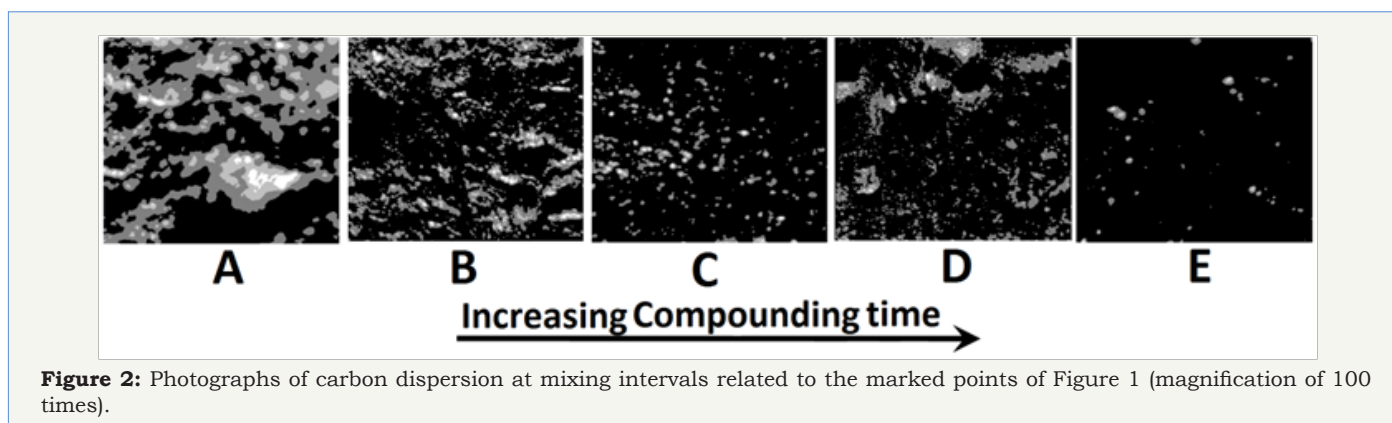 A B C D E
Increasing Compounding time
Figure 2: Photographs of carbon dispersion at mixing intervals related to the marked points of Figure 1 (magnification of 100
times).